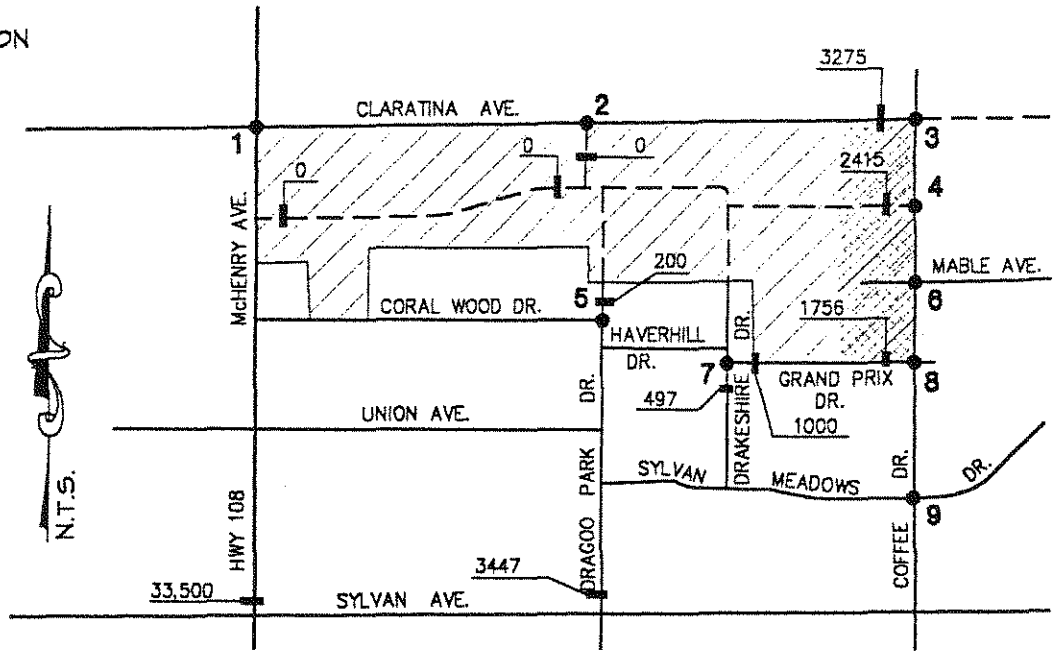 ON
3275
CLARATINA AVE.
2
1
3
0
0
0
2415
4
McHENRY AVE.
MABLE AVE.
200
5
6
CORAL WOOD DR.
1756
HAVERHILL
DR.
DR.
7
8
GRAND PRIX
DR.
497
1000
UNION AVE.
DR.
DRAKESHIRE
SYLVAN
MEADOWS
DR.
DR.
N.T.S.
HWY 108
PARK
9
DRAGOO
COFFEE
3447
33,500
SYLVAN AVE.